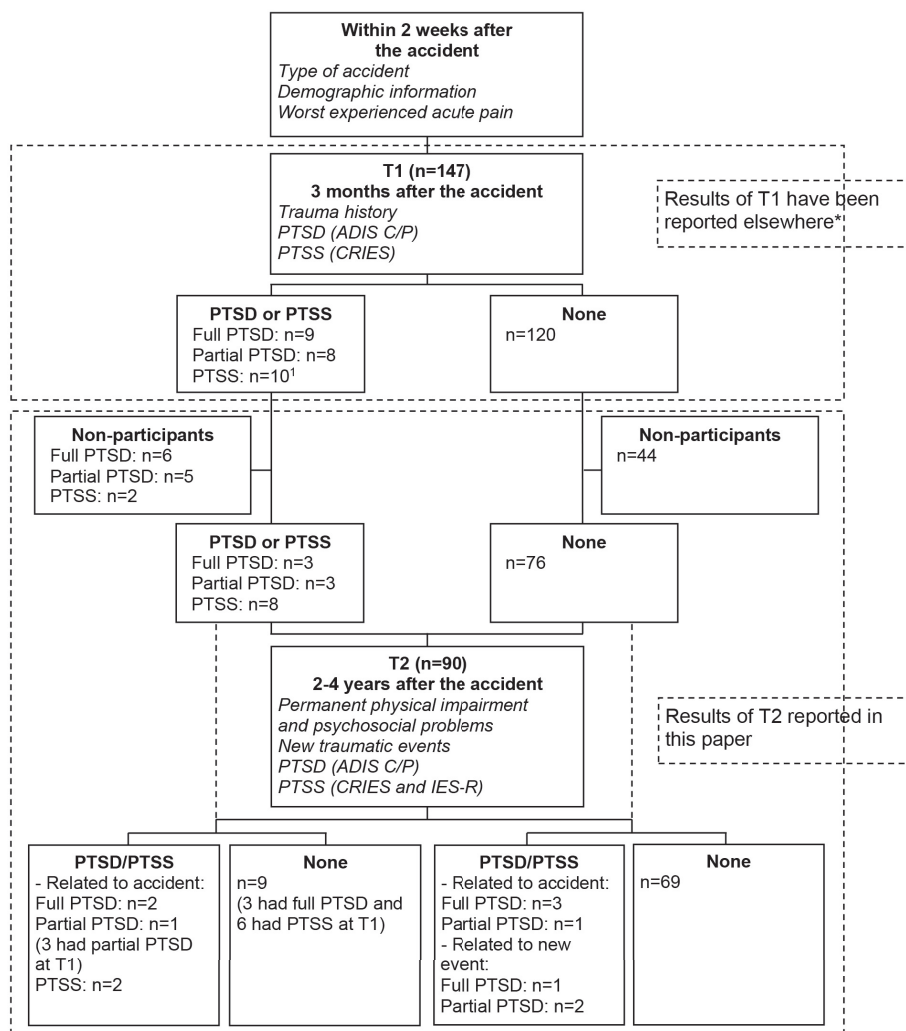 Within 2 weeks after
the accident
Type of accident
Demographic information
Worst experienced acute pain
T1 (n=147)
3 months after the accident
Trauma history
PTSD (ADIS C/P)
PTSS (CRIES)
Results of T1 have been
reported elsewhere*
PTSD or PTSS
Full PTSD: n=9
Partial PTSD: n=8
PTSS: n=10¹
None
n=120
Non-participants
Full PTSD: n=6
Partial PTSD: n=5
PTSS: n=2
Non-participants
n=44
PTSD or PTSS
Full PTSD: n=3
Partial PTSD: n=3
PTSS: n=8
None
n=76
T2 (n=90)
2-4 years after the accident
Permanent physical impairment
and psychosocial problems
New traumatic events
PTSD (ADIS C/P)
PTSS (CRIES and IES-R)
Results of T2 reported in
this paper
PTSD/PTSS
- Related to accident:
Full PTSD: n=2
Partial PTSD: n=1
(3 had partial PTSD
at T1)
PTSS: n=2
None
n=9
(3 had full PTSD and
6 had PTSS at T1)
PTSD/PTSS
- Related to accident:
Full PTSD: n=3
Partial PTSD: n=1
- Related to new
event:
Full PTSD: n=1
Partial PTSD: n=2
None
n=69